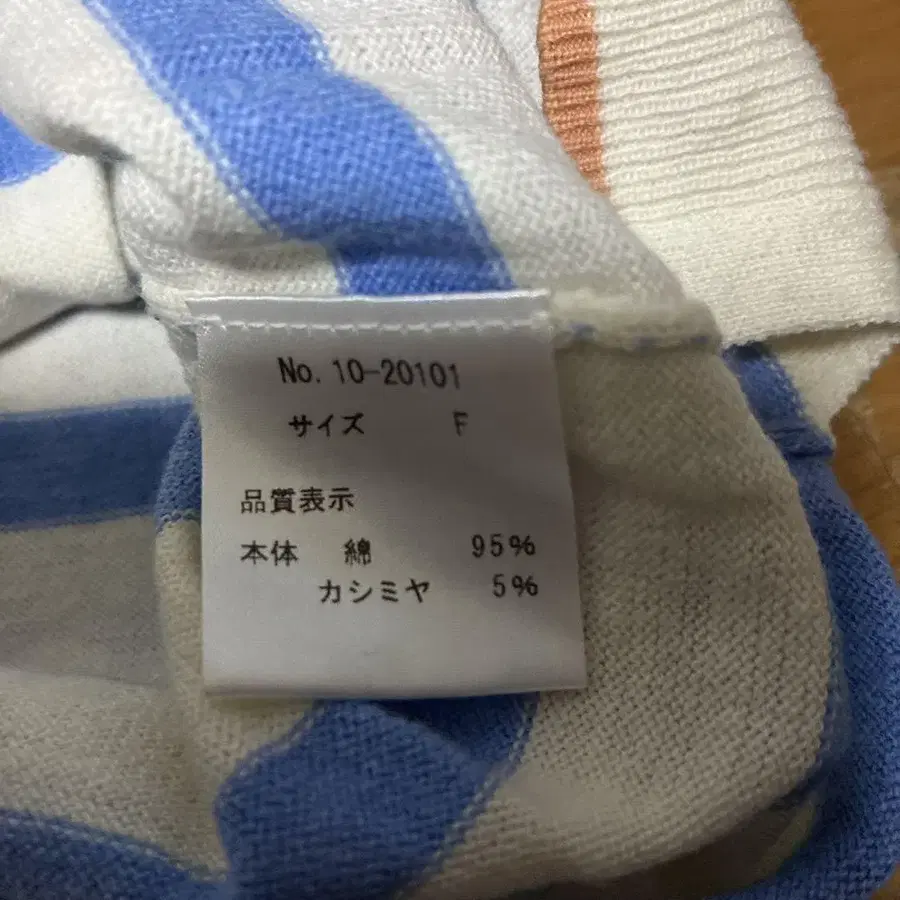 No. 10-20101
サイズ F
品質表示
本体 綿 95%
カシミヤ 5%